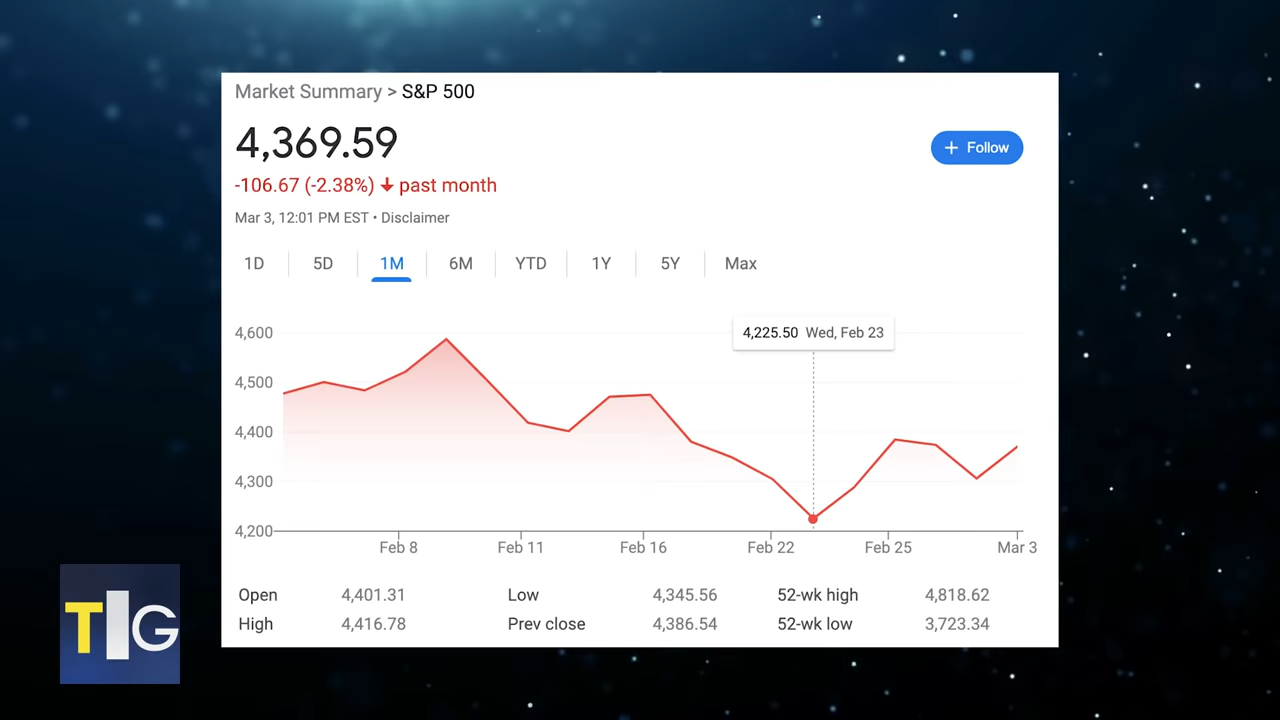 Market Summary > S&P 500
4,369.59
+ Follow
-106.67 (-2.38%) ↓ past month
Mar 3, 12:01 PM EST • Disclaimer
1D 5D 1M 6M YTD 1Y 5Y Max
4,225.50 Wed, Feb 23
4,600
4,500
4,400
4,300
4,200
Feb 8 Feb 11 Feb 16 Feb 22 Feb 25 Mar 3
Open 4,401.31 Low 4,345.56 52-wk high 4,818.62
High 4,416.78 Prev close 4,386.54 52-wk low 3,723.34
TIG